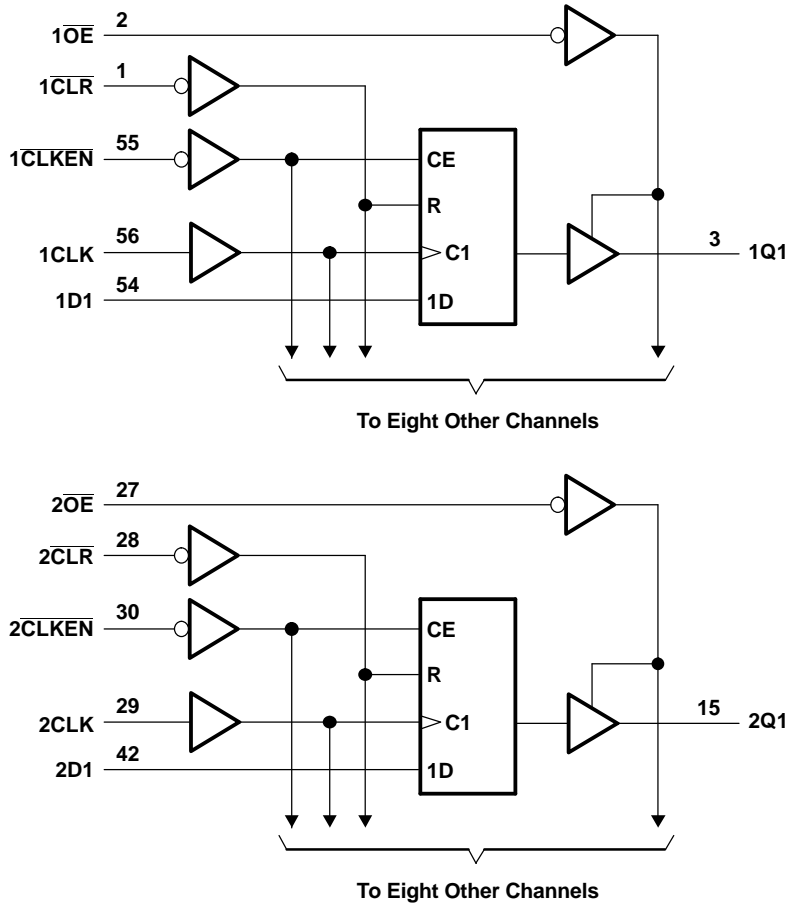 1OE 2
1CLR 1
1CLKEN 55
CE
R
1CLK 56
C1
3 1Q1
1D1 54
1D
To Eight Other Channels
2OE 27
2CLR 28
2CLKEN 30
CE
R
2CLK 29
C1
15 2Q1
2D1 42
1D
To Eight Other Channels